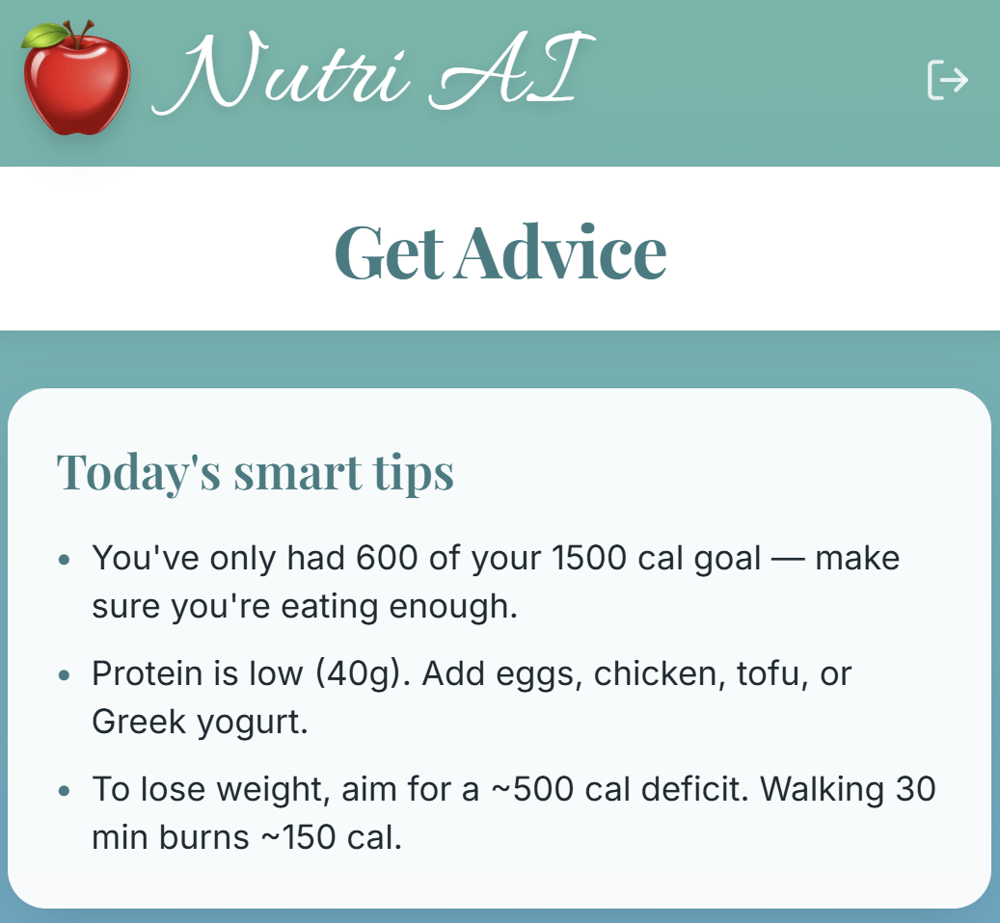 Nutri AI
Get Advice
Today's smart tips
• You've only had 600 of your 1500 cal goal — make
sure you're eating enough.
• Protein is low (40g). Add eggs, chicken, tofu, or
Greek yogurt.
• To lose weight, aim for a ~500 cal deficit. Walking 30
min burns ~150 cal.